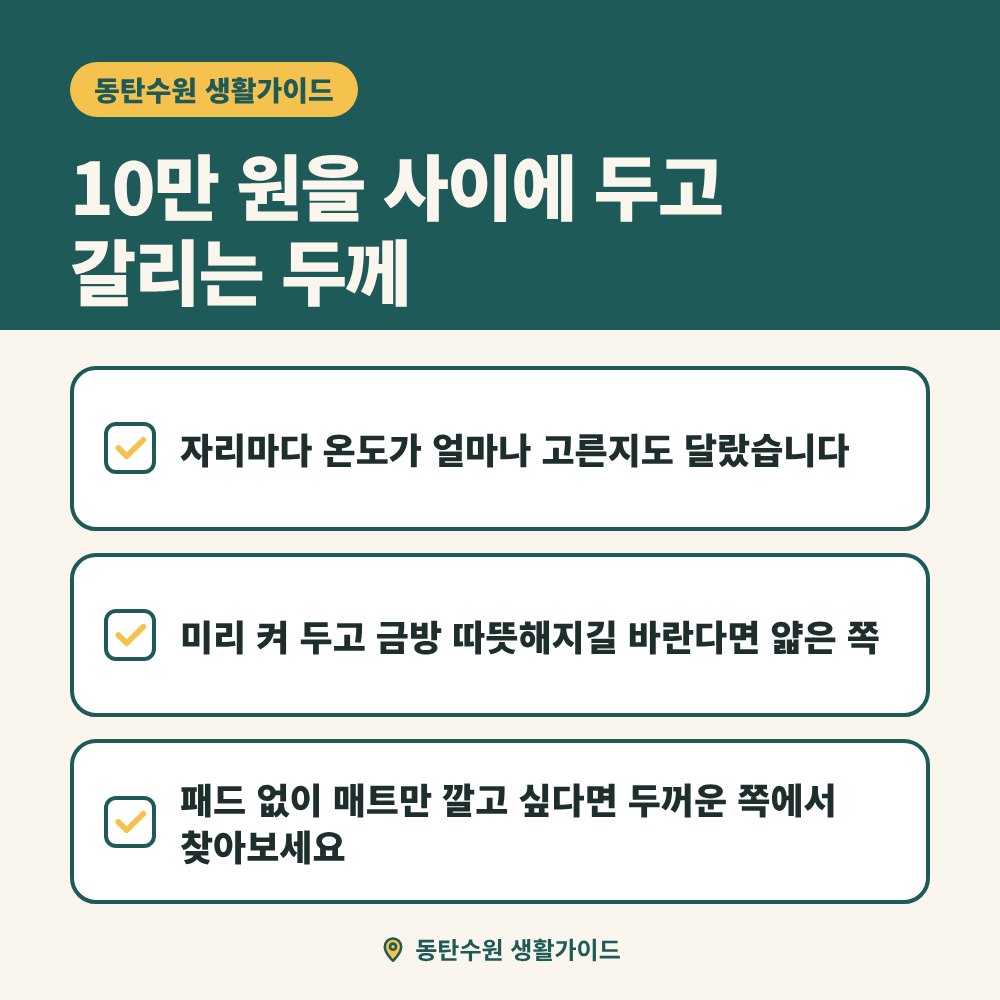 동탄수원 생활가이드
10만 원을 사이에 두고
갈리는 두께
자리마다 온도가 얼마나 고른지도 달랐습니다
미리 켜 두고 금방 따뜻해지길 바란다면 얇은 쪽
패드 없이 매트만 깔고 싶다면 두꺼운 쪽에서
찾아보세요
동탄수원 생활가이드